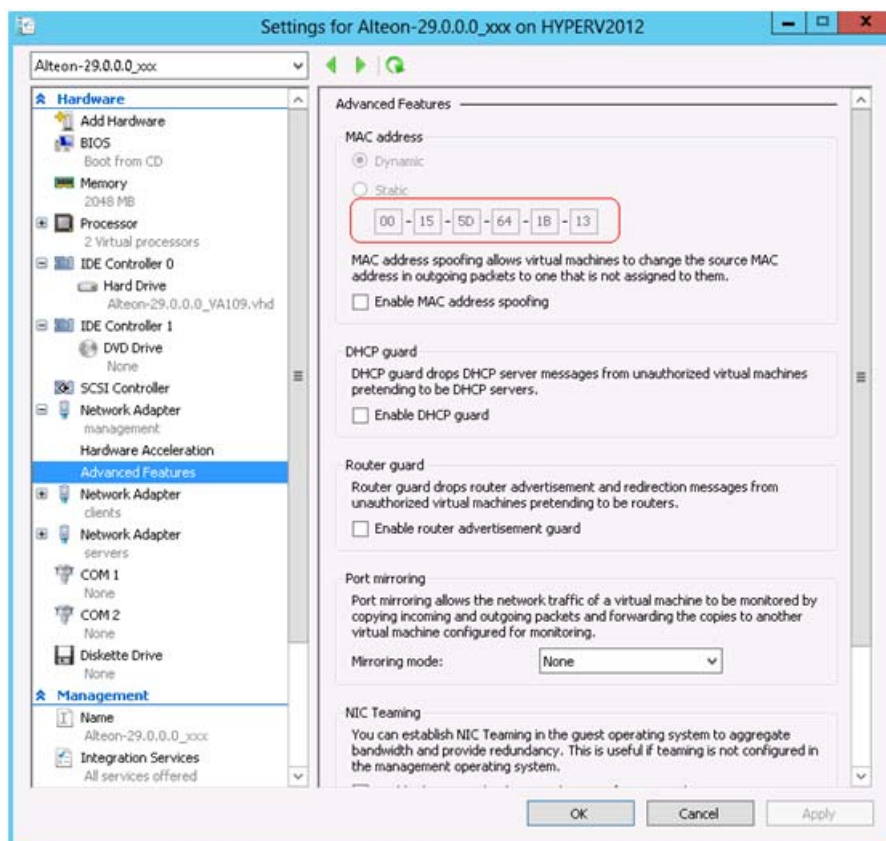 Settings for Alteon-29.0.0.0_xxx on HYPERV2012
Alteon-29.0.0.0_xxx
Hardware
Add Hardware
BIOS
Boot from CD
Memory
2048 MB
Processor
2 Virtual processors
IDE Controller 0
Hard Drive
Alteon-29.0.0.0_VA109.vhd
IDE Controller 1
DVD Drive
None
SCSI Controller
Network Adapter
management
Hardware Acceleration
Advanced Features
Network Adapter
clients
Network Adapter
servers
COM 1
None
COM 2
None
Diskette Drive
None
Management
Name
Alteon-29.0.0.0_xxx
Integration Services
All services offered
Advanced Features
MAC address
Dynamic
Static
00 - 15 - 5D - 64 - 1B - 13
MAC address spoofing allows virtual machines to change the source MAC
address in outgoing packets to one that is not assigned to them.
Enable MAC address spoofing
DHCP guard
DHCP guard drops DHCP server messages from unauthorized virtual machines
pretending to be DHCP servers.
Enable DHCP guard
Router guard
Router guard drops router advertisement and redirection messages from
unauthorized virtual machines pretending to be routers.
Enable router advertisement guard
Port mirroring
Port mirroring allows the network traffic of a virtual machine to be monitored by
copying incoming and outgoing packets and forwarding the copies to another
virtual machine configured for monitoring.
Mirroring mode: None
NIC Teaming
You can establish NIC Teaming in the guest operating system to aggregate
bandwidth and provide redundancy. This is useful if teaming is not configured in
the management operating system.
OK Cancel Apply